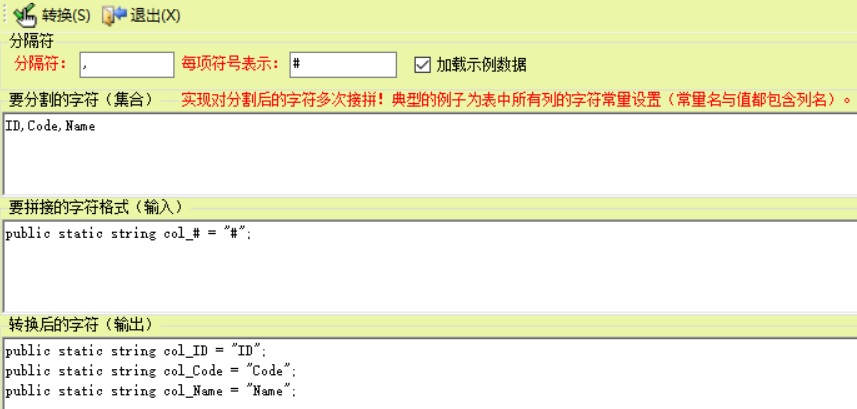 转换(S) 退出(X)
分隔符
分隔符： , 每项符号表示： # 加载示例数据
要分割的字符（集合） 实现对分割后的字符多次接拼！典型的例子为表中所有列的字符常量设置（常量名与值都包含列名）。
ID,Code,Name
要拼接的字符格式（输入）
public static string col_# = "#";
转换后的字符（输出）
public static string col_ID = "ID";
public static string col_Code = "Code";
public static string col_Name = "Name";